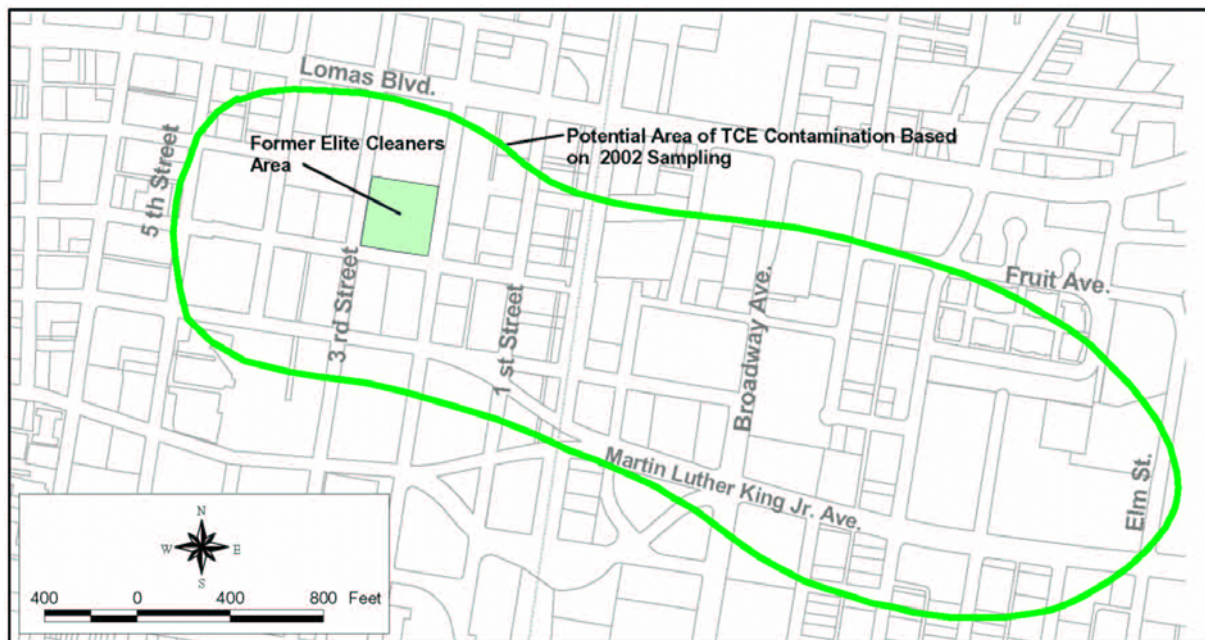 Lomas Blvd.
Former Elite Cleaners
Area
Potential Area of TCE Contamination Based
on 2002 Sampling
5 th Street
3 rd Street
1 st Street
Broadway Ave.
Fruit Ave.
Martin Luther King Jr. Ave.
Elm St.
N
W
E
S
400 0 400 800 Feet